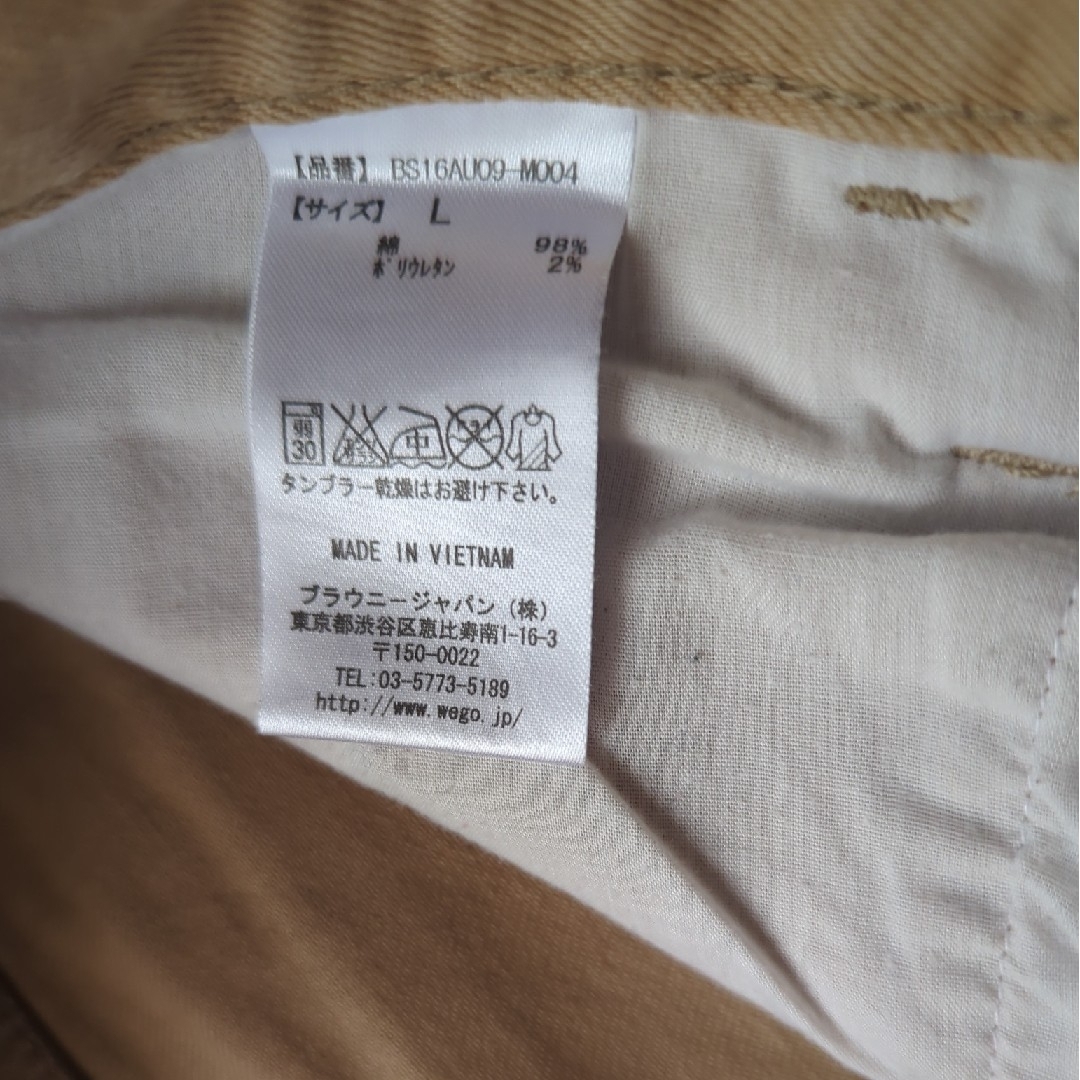 【品番】 BS16AU09-M004
【サイズ】 L
綿 98%
ポリウレタン 2%
弱 30 中
タンブラー乾燥はお避け下さい。
MADE IN VIETNAM
ブラウニージャパン(株)
東京都渋谷区恵比寿南1-16-3
〒150-0022
TEL:03-5773-5189
http://www.wego.jp/